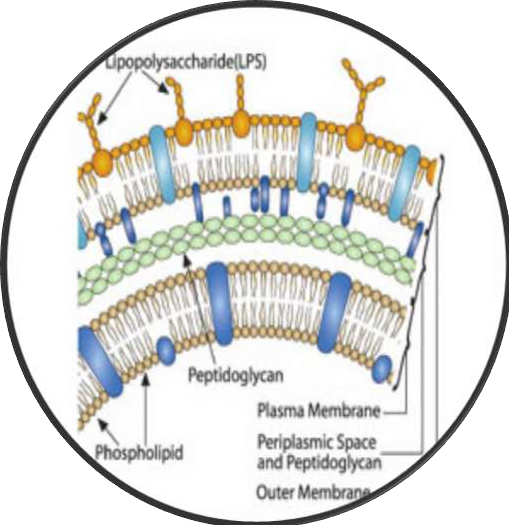 Lipopolysaccharide(LPS)
Peptidoglycan
Plasma Membrane
Periplasmic Space
and Peptidoglycan
Phospholipid
Outer Membrane